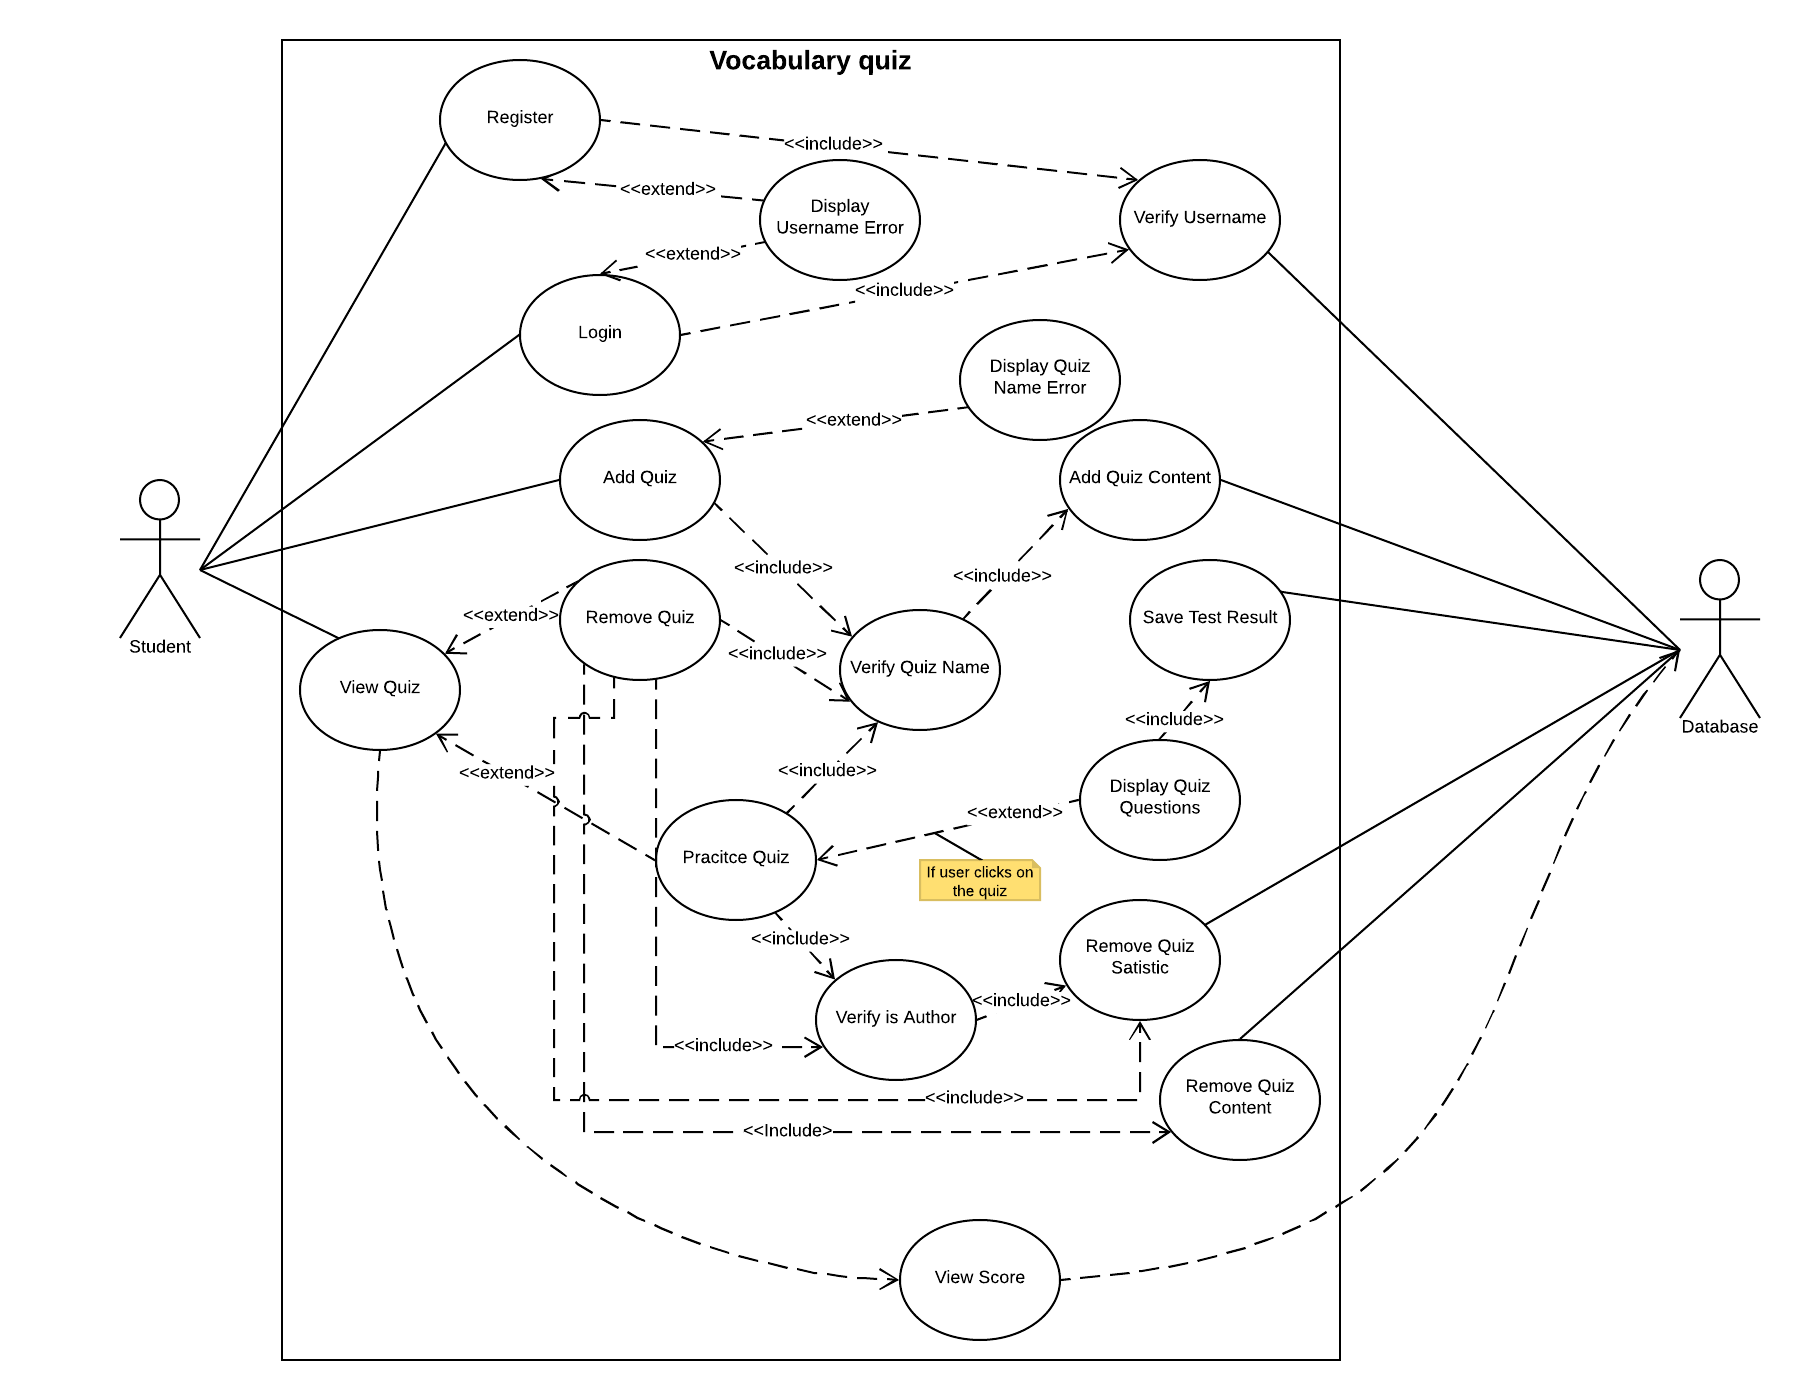 Vocabulary quiz
Register
<<include>>
<<extend>>
Display
Username Error
Verify Username
<<extend>>
<<include>>
Login
Display Quiz
Name Error
<<extend>>
Add Quiz
Add Quiz Content
<<include>>
<<include>>
<<extend>>
Remove Quiz
Save Test Result
Student
<<include>>
Verify Quiz Name
View Quiz
<<include>>
Database
<<extend>>
<<include>>
Display Quiz
Questions
<<extend>>
Pracitce Quiz
If user clicks on
the quiz
<<include>>
Remove Quiz
Satistic
<<include>>
Verify is Author
<<include>>
Remove Quiz
Content
<<include>>
<<Include>
View Score